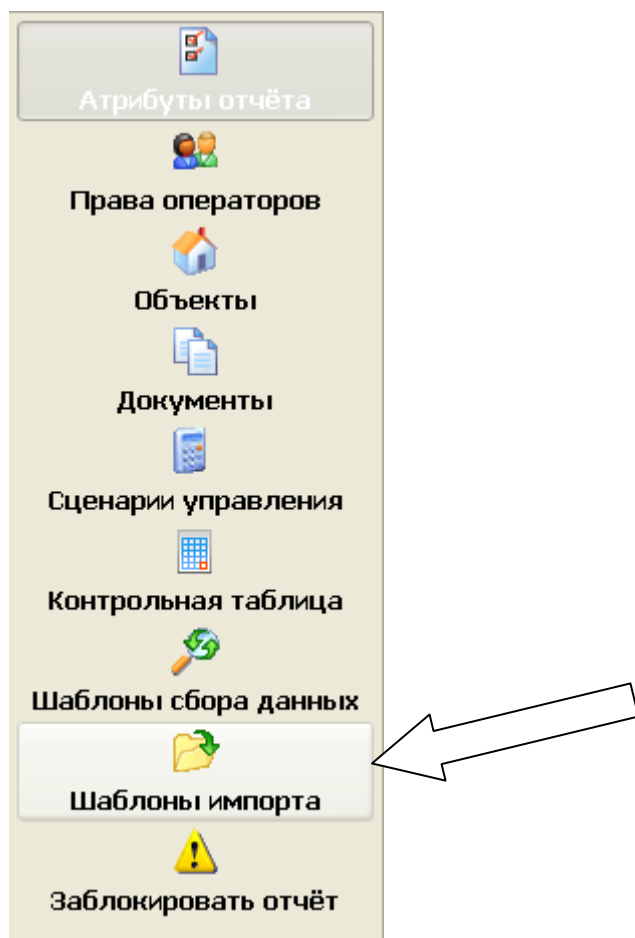 Атрибуты отчёта
Права операторов
Объекты
Документы
Сценарии управления
Контрольная таблица
Шаблоны сбора данных
Шаблоны импорта
Заблокировать отчёт